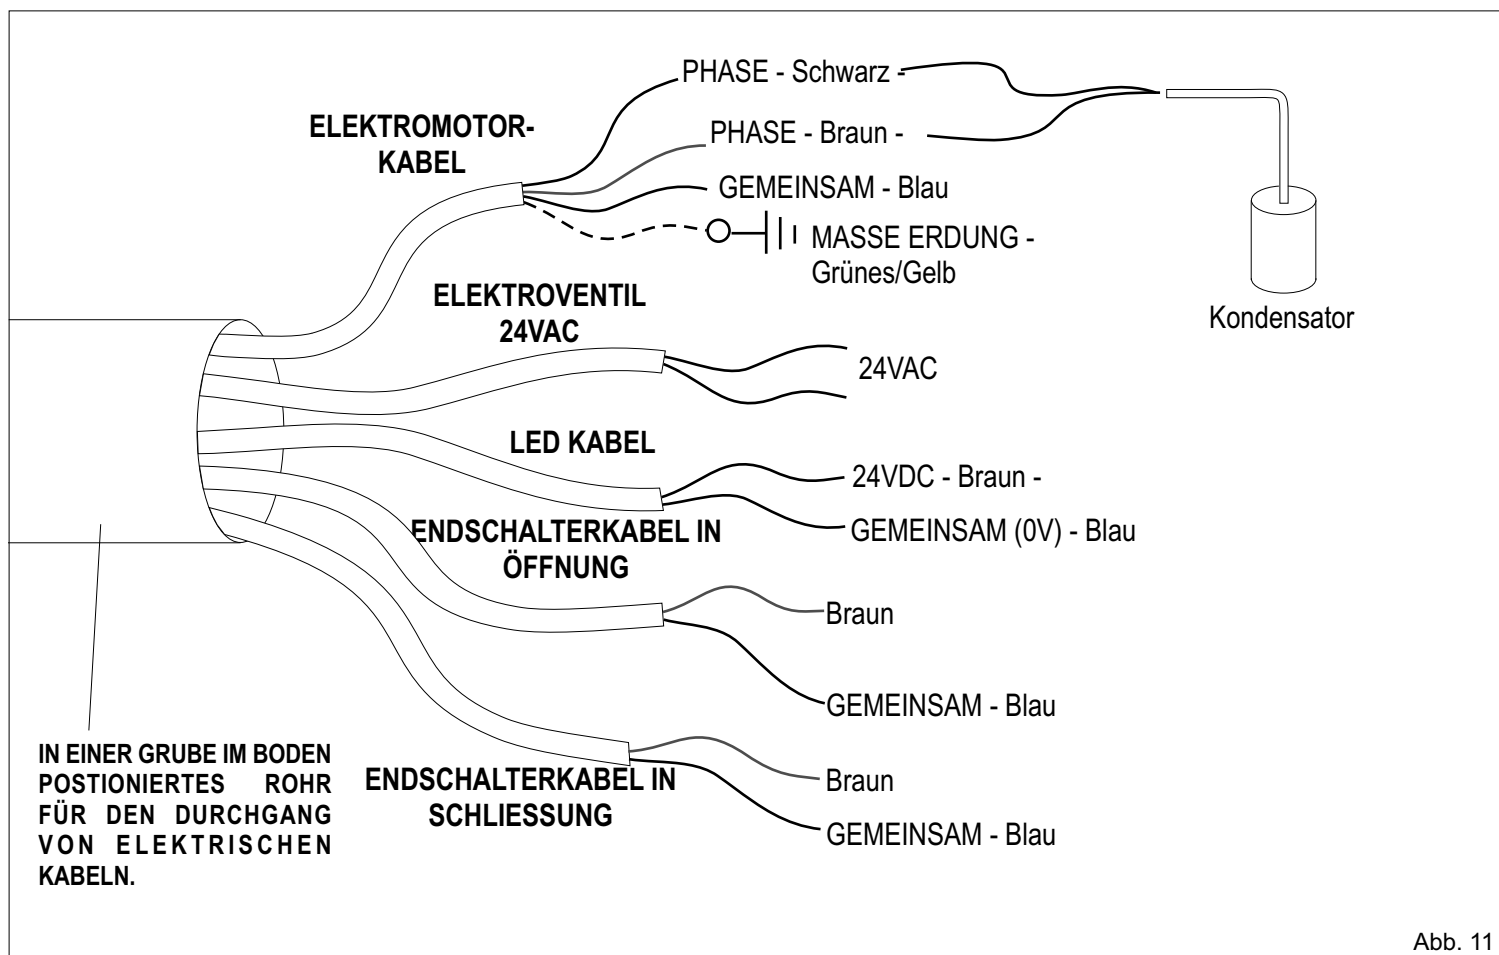 PHASE - Schwarz -
ELEKTROMOTOR-
KABEL
PHASE - Braun -
GEMEINSAM - Blau
MASSE ERDUNG -
Grünes/Gelb
Kondensator
ELEKTROVENTIL
24VAC
24VAC
LED KABEL
24VDC - Braun -
GEMEINSAM (0V) - Blau
ENDSCHALTERKABEL IN
ÖFFNUNG
Braun
GEMEINSAM - Blau
IN EINER GRUBE IM BODEN
POSTIONIERTES ROHR
FÜR DEN DURCHGANG
VON ELEKTRISCHEN
KABELN.
ENDSCHALTERKABEL IN
SCHLIESSUNG
Braun
GEMEINSAM - Blau
Abb. 11